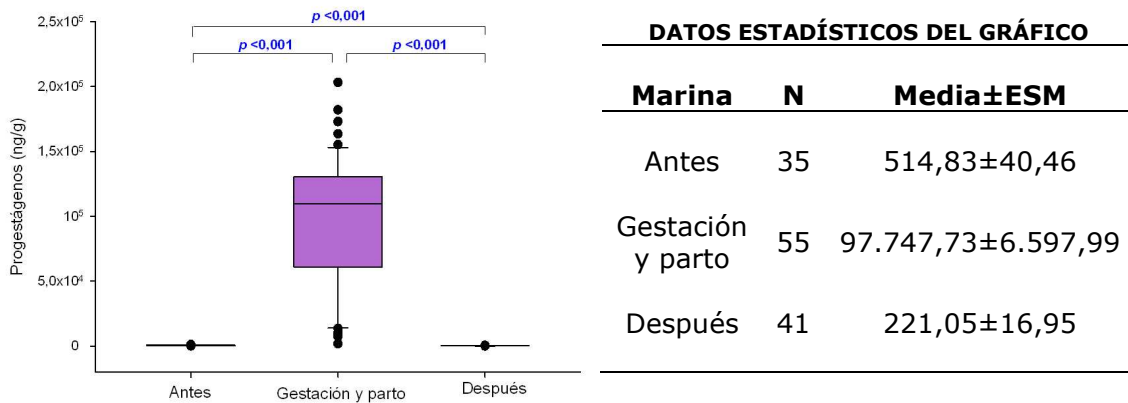 2,5x10⁵
2,0x10⁵
1,5x10⁵
10⁵
5,0x10⁴
0
Progestágenos (ng/g)
p <0,001
p <0,001
p <0,001
Antes
Gestación y parto
Después
DATOS ESTADÍSTICOS DEL GRÁFICO
Marina N Media±ESM
Antes 35 514,83±40,46
Gestación
y parto 55 97.747,73±6.597,99
Después 41 221,05±16,95